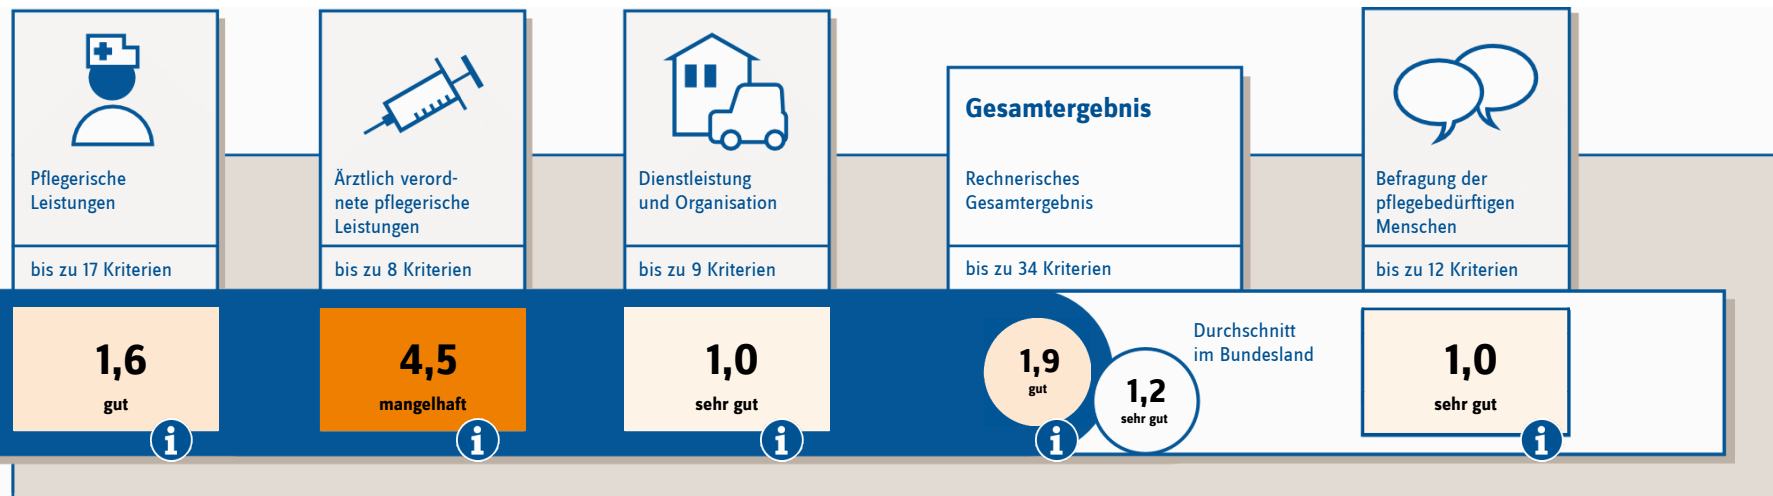 Pflegerische
Leistungen
bis zu 17 Kriterien
1,6
gut
i
Ärztlich verord-
nete pflegerische
Leistungen
bis zu 8 Kriterien
4,5
mangelhaft
i
Dienstleistung
und Organisation
bis zu 9 Kriterien
1,0
sehr gut
i
Gesamtergebnis
Rechnerisches
Gesamtergebnis
bis zu 34 Kriterien
1,9
gut
i
1,2
sehr gut
Durchschnitt
im Bundesland
Befragung der
pflegebedürftigen
Menschen
bis zu 12 Kriterien
1,0
sehr gut
i